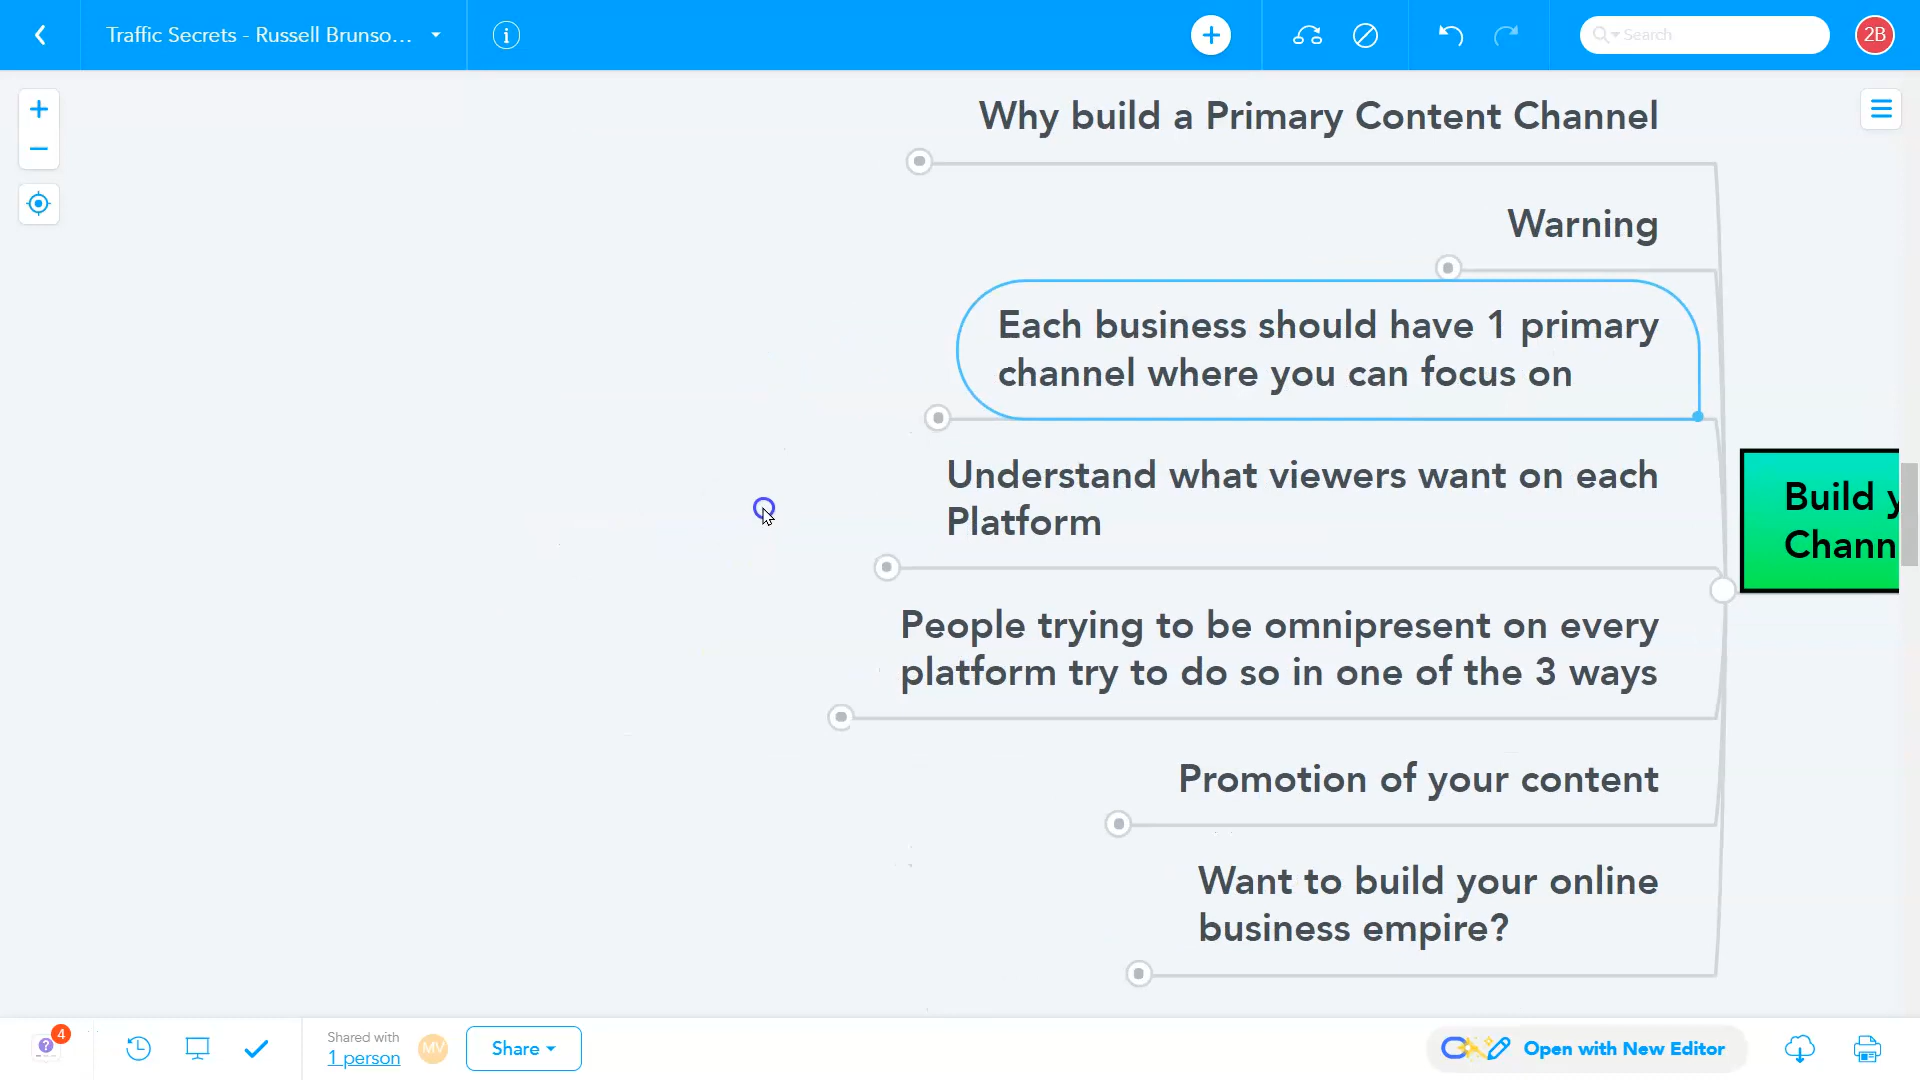 Traffic Secrets - Russell Brunso...
Search
2B
Why build a Primary Content Channel
Warning
Each business should have 1 primary
channel where you can focus on
Understand what viewers want on each
Platform
Build y
Chann
People trying to be omnipresent on every
platform try to do so in one of the 3 ways
Promotion of your content
Want to build your online
business empire?
4
Shared with
1 person
MV
Share
Open with New Editor